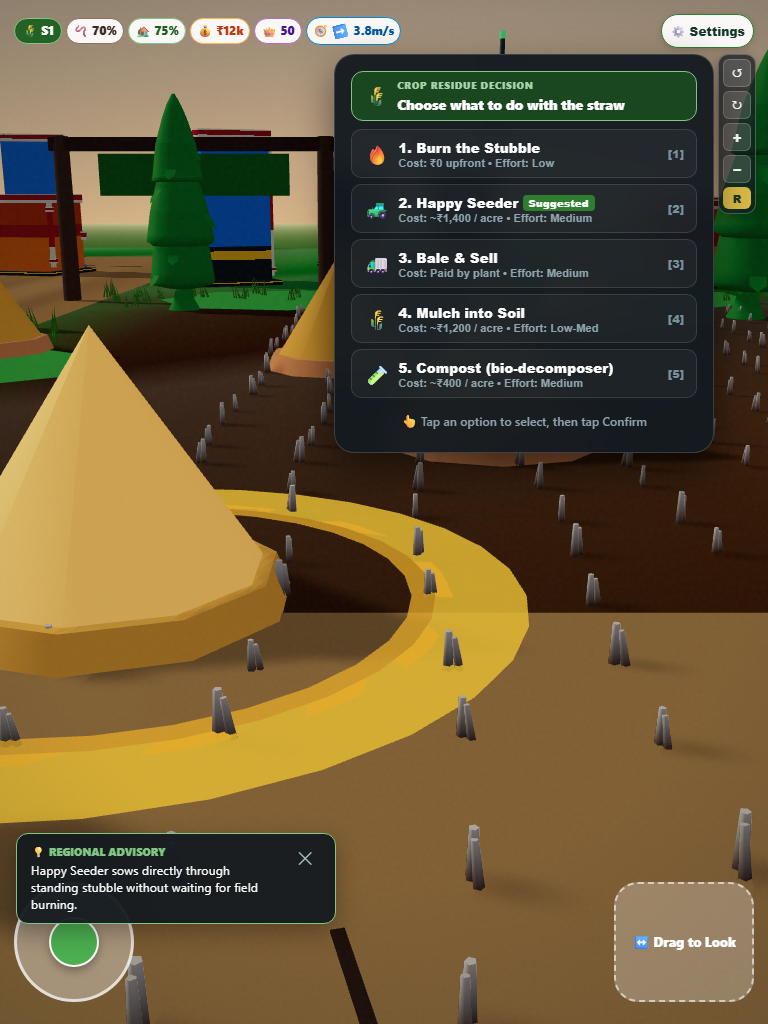 S1
70%
75%
₹12k
50
3.8m/s
Settings
CROP RESIDUE DECISION
Choose what to do with the straw
1. Burn the Stubble
Cost: ₹0 upfront • Effort: Low
[1]
2. Happy Seeder Suggested
Cost: ~₹1,400 / acre • Effort: Medium
[2]
3. Bale & Sell
Cost: Paid by plant • Effort: Medium
[3]
4. Mulch into Soil
Cost: ~₹1,200 / acre • Effort: Low-Med
[4]
5. Compost (bio-decomposer)
Cost: ~₹400 / acre • Effort: Medium
[5]
Tap an option to select, then tap Confirm
↺
↻
+
−
R
REGIONAL ADVISORY
Happy Seeder sows directly through
standing stubble without waiting for field
burning.
Drag to Look